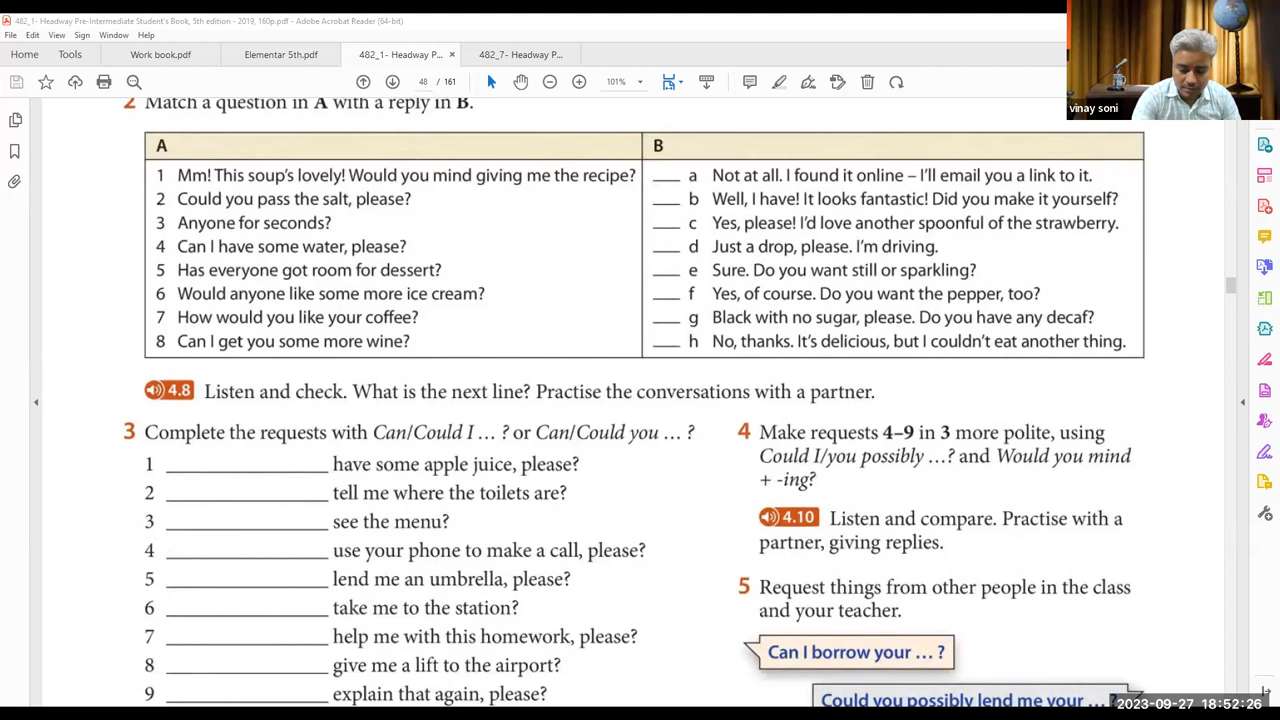 482_1- Headway Pre-Intermediate Student's Book, 5th edition - 2019, 160p.pdf - Adobe Acrobat Reader (64-bit)
File Edit View Sign Window Help
Home Tools Work book.pdf Elementar 5th.pdf 482_1- Headway P... × 482_7- Headway P...
48 / 161 101%
vinay soni
2 Match a question in A with a reply in B.
A B
1 Mm! This soup's lovely! Would you mind giving me the recipe? ___ a Not at all. I found it online – I'll email you a link to it.
2 Could you pass the salt, please? ___ b Well, I have! It looks fantastic! Did you make it yourself?
3 Anyone for seconds? ___ c Yes, please! I'd love another spoonful of the strawberry.
4 Can I have some water, please? ___ d Just a drop, please. I'm driving.
5 Has everyone got room for dessert? ___ e Sure. Do you want still or sparkling?
6 Would anyone like some more ice cream? ___ f Yes, of course. Do you want the pepper, too?
7 How would you like your coffee? ___ g Black with no sugar, please. Do you have any decaf?
8 Can I get you some more wine? ___ h No, thanks. It's delicious, but I couldn't eat another thing.
4.8 Listen and check. What is the next line? Practise the conversations with a partner.
3 Complete the requests with Can/Could I … ? or Can/Could you … ?
1 _______________ have some apple juice, please?
2 _______________ tell me where the toilets are?
3 _______________ see the menu?
4 _______________ use your phone to make a call, please?
5 _______________ lend me an umbrella, please?
6 _______________ take me to the station?
7 _______________ help me with this homework, please?
8 _______________ give me a lift to the airport?
9 _______________ explain that again, please?
4 Make requests 4–9 in 3 more polite, using
Could I/you possibly …? and Would you mind
+ -ing?
4.10 Listen and compare. Practise with a
partner, giving replies.
5 Request things from other people in the class
and your teacher.
Can I borrow your … ?
Could you possibly lend me your … ?
2023-09-27 18:52:26